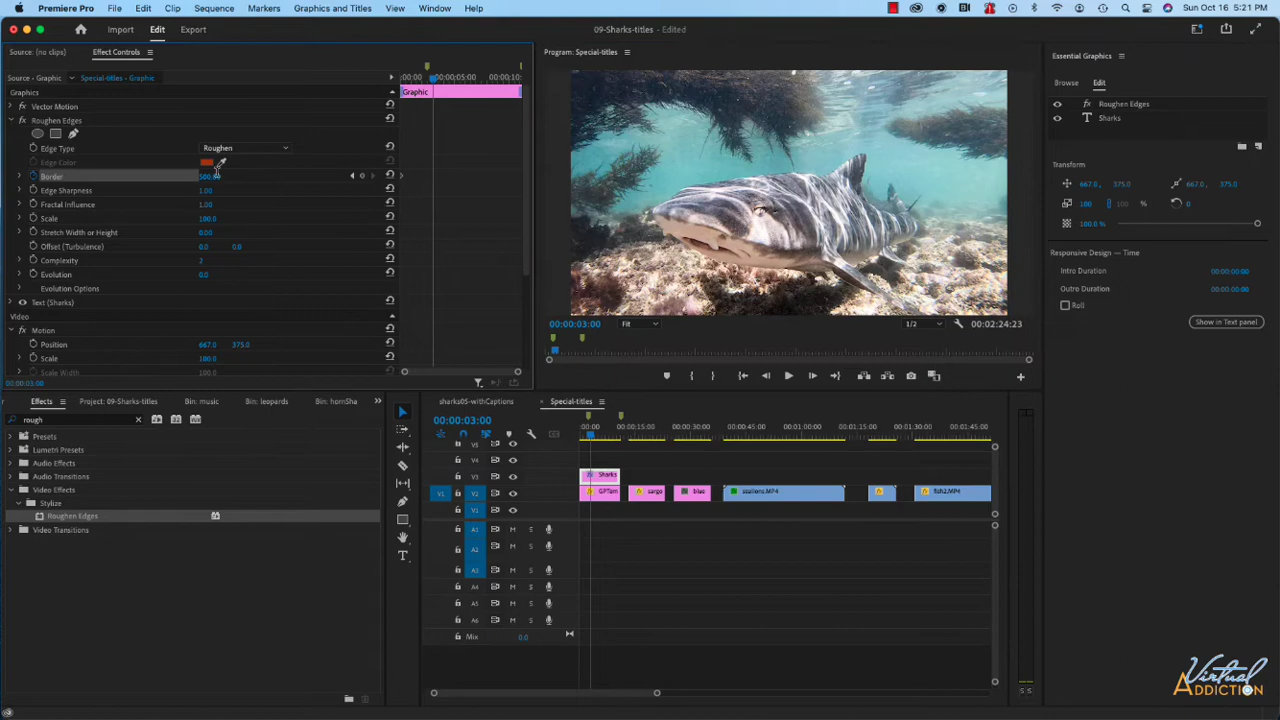 Premiere Pro File Edit Clip Sequence Markers Graphics and Titles View Window Help Sun Oct 16 5:21 PM
Import Edit Export 09-Sharks-titles - Edited
Source: (no clips) Effect Controls Program: Special-titles Essential Graphics
Source - Graphic Special-titles - Graphic :00:00 00:00:05:00 00:00:10: Browse Edit
Graphics Graphic Roughen Edges
Vector Motion Sharks
Roughen Edges
Edge Type Roughen
Edge Color Transform
Border 500.
Edge Sharpness 1.00 667.0, 375.0 667.0, 375.0
Fractal Influence 1.00 100 100 % 0
Scale 100.0 100.0 %
Stretch Width or Height 0.00
Offset (Turbulence) 0.0 0.0 Responsive Design — Time
Complexity 2 Intro Duration 00:00:00:00
Evolution 0.0 Outro Duration 00:00:00:00
Evolution Options Roll
Text (Sharks) Show in Text panel
Video
Motion 00:00:03:00 Fit 1/2 00:02:24:23
Position 667.0 375.0
Scale 100.0
Scale Width 100.0
00:00:03:00
Effects Project: 09-Sharks-titles Bin: music Bin: leopards Bin: hornSha sharks05-withCaptions Special-titles
rough 00:00:03:00 :00:00 00:00:15:00 00:00:30:00 00:00:45:00 00:01:00:00 00:01:15:00 00:01:30:00 00:01:45:00
Presets V5
Lumetri Presets V4
Audio Effects V3 Sharks
Audio Transitions
Video Effects V1 V2 GPTem sargo blue sealions.MP4 fish2.MP4
Stylize V1
Roughen Edges
Video Transitions A1 M S
A2 M S
A3 M S
A4 M S
A5 M S
A6 M S
Mix 0.0
S S
Virtual
Addiction